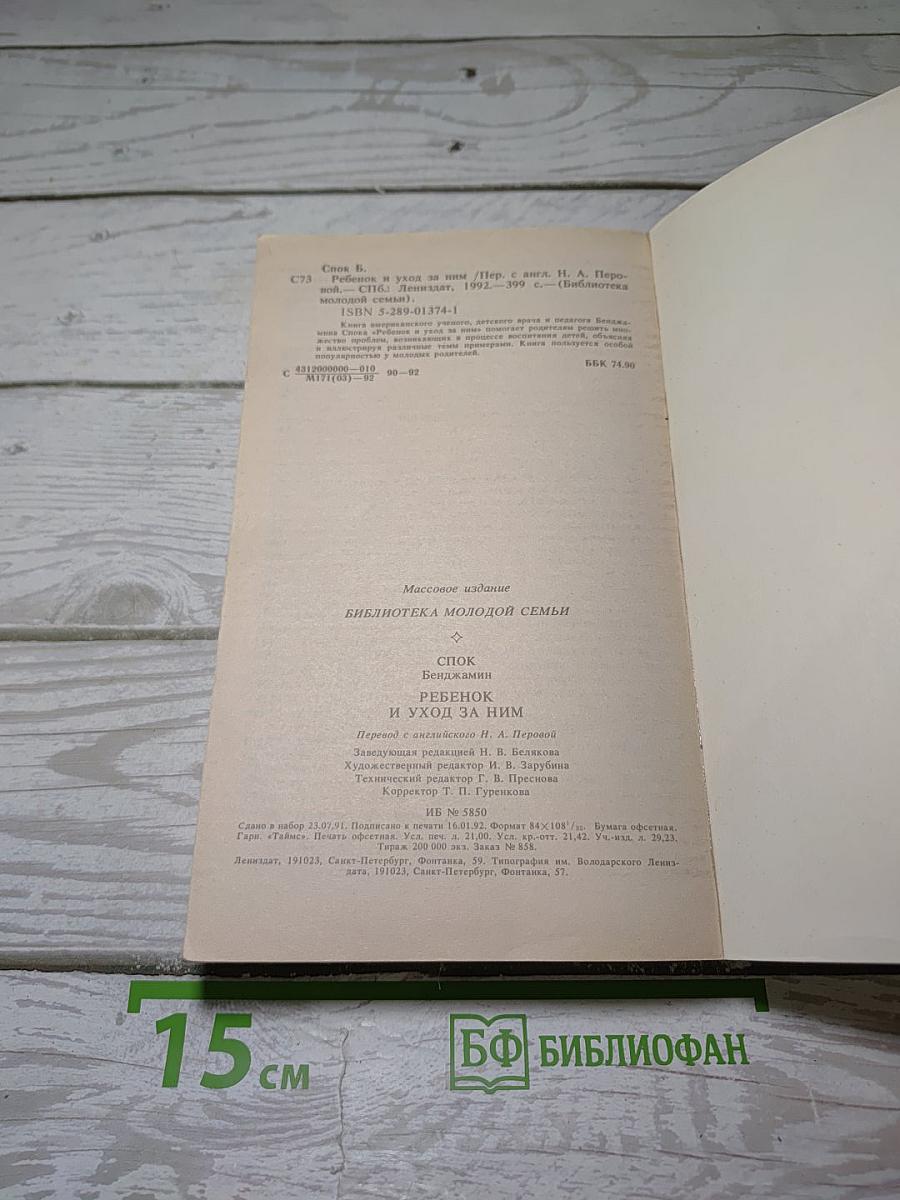 Спок Б.
С73 Ребенок и уход за ним /Пер. с англ. Н. А. Перо-
вой.— СПб.: Лениздат, 1992.—399 с.—(Библиотека
молодой семьи).
ISBN 5-289-01374-1
Книга американского ученого, детского врача и педагога Бенджа-
мина Спока «Ребенок и уход за ним» помогает родителям решить мно-
жество проблем, возникающих в процессе воспитания детей, объясняя
и иллюстрируя различные темы примерами. Книга пользуется особой
популярностью у молодых родителей.
С 4312000000—010 90—92
М171(03)—92
ББК 74.90
Массовое издание
БИБЛИОТЕКА МОЛОДОЙ СЕМЬИ
СПОК
Бенджамин
РЕБЕНОК
И УХОД ЗА НИМ
Перевод с английского Н. А. Перовой
Заведующая редакцией Н. В. Белякова
Художественный редактор И. В. Зарубина
Технический редактор Г. В. Преснова
Корректор Т. П. Гуренкова
ИБ № 5850
Сдано в набор 23.07.91. Подписано к печати 16.01.92. Формат 84×108¹/₃₂. Бумага офсетная.
Гарн. «Таймс». Печать офсетная. Усл. печ. л. 21,00. Усл. кр.-отт. 21,42. Уч.-изд. л. 29,23.
Тираж 200 000 экз. Заказ № 858.
Лениздат, 191023, Санкт-Петербург, Фонтанка, 59. Типография им. Володарского Лениз-
дата, 191023, Санкт-Петербург, Фонтанка, 57.
15 см
БФ БИБЛИОФАН